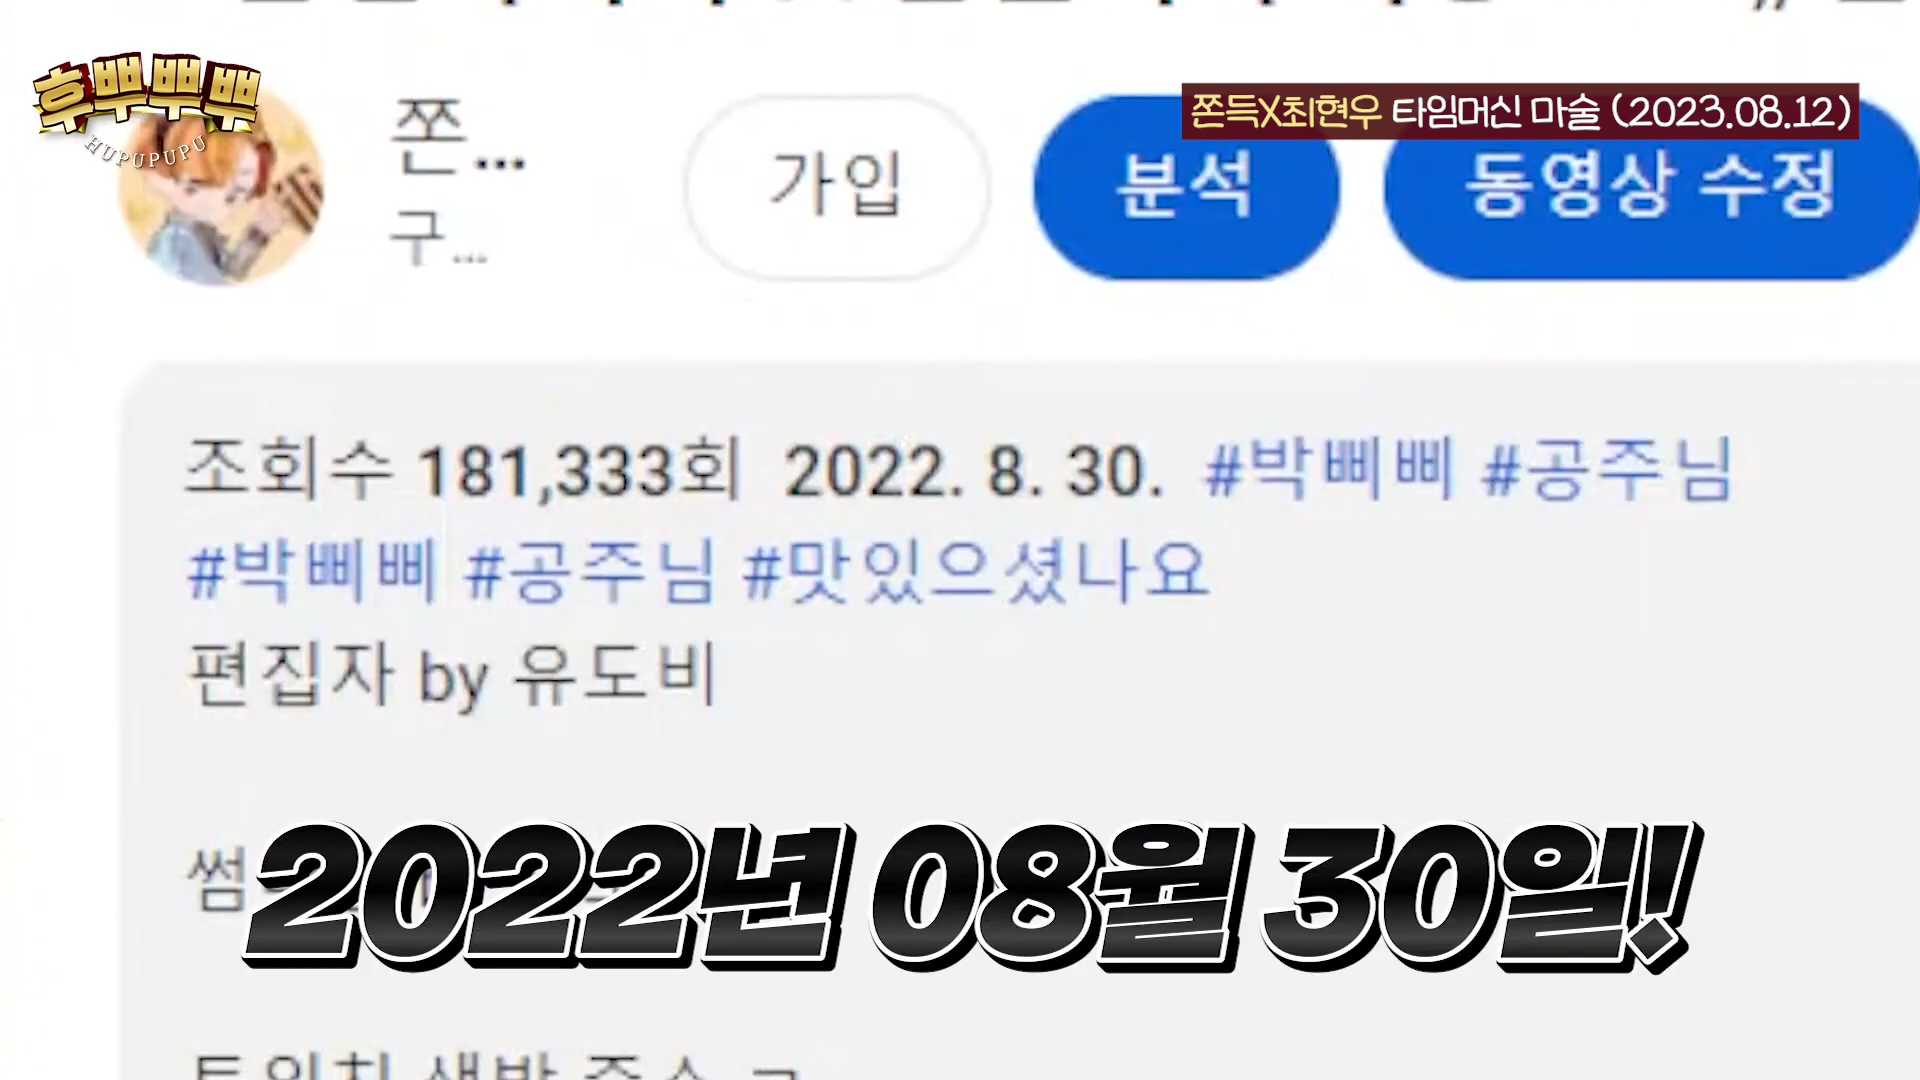 후뿌뿌뿌
HUPUPUPU
쫀득X최현우 타임머신 마술 (2023.08.12)
쫀...
구...
가입
분석
동영상 수정
조회수 181,333회 2022. 8. 30. #박삐삐 #공주님
#박삐삐 #공주님 #맛있으셨나요
편집자 by 유도비
썸
2022년 08월 30일!